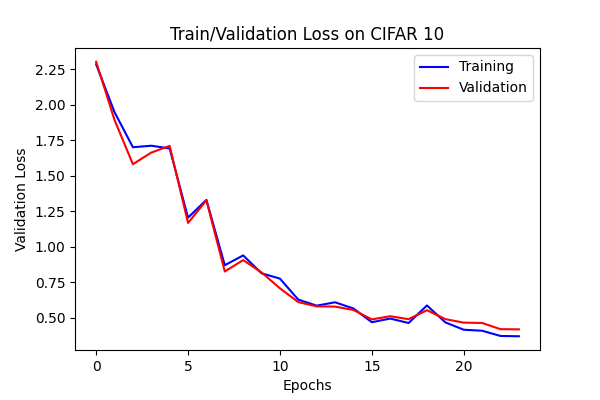 Train/Validation Loss on CIFAR 10
Training
Validation
2.25
2.00
1.75
1.50
1.25
1.00
0.75
0.50
Validation Loss
0 5 10 15 20
Epochs